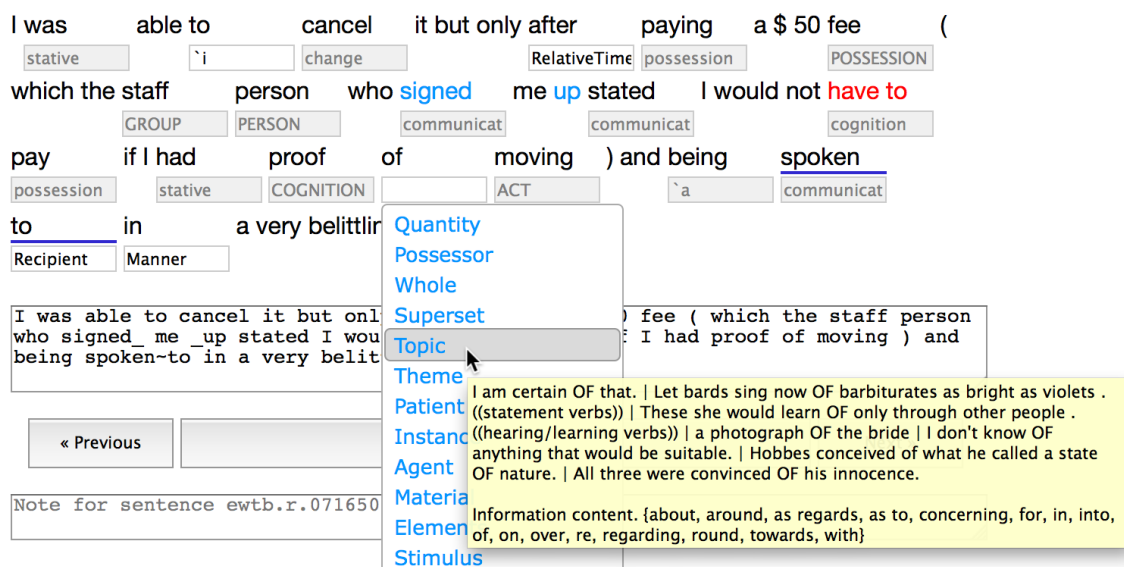 I was able to cancel it but only after paying a $ 50 fee (
stative `i change RelativeTime possession POSSESSION
which the staff person who signed me up stated I would not have to
GROUP PERSON communicat communicat cognition
pay if I had proof of moving ) and being spoken
possession stative COGNITION ACT `a communicat
to in a very belittlin
Recipient Manner
Quantity
Possessor
Whole
Superset
Topic
Theme
Patient
Instanc
Agent
Materia
Elemen
Stimulus
I was able to cancel it but onl 0 fee ( which the staff person
who signed_ me _up stated I wou f I had proof of moving ) and
being spoken~to in a very belit
I am certain OF that. | Let bards sing now OF barbiturates as bright as violets .
((statement verbs)) | These she would learn OF only through other people .
((hearing/learning verbs)) | a photograph OF the bride | I don't know OF
anything that would be suitable. | Hobbes conceived of what he called a state
OF nature. | All three were convinced OF his innocence.
Information content. {about, around, as regards, as to, concerning, for, in, into,
of, on, over, re, regarding, round, towards, with}
« Previous
Note for sentence ewtb.r.071650